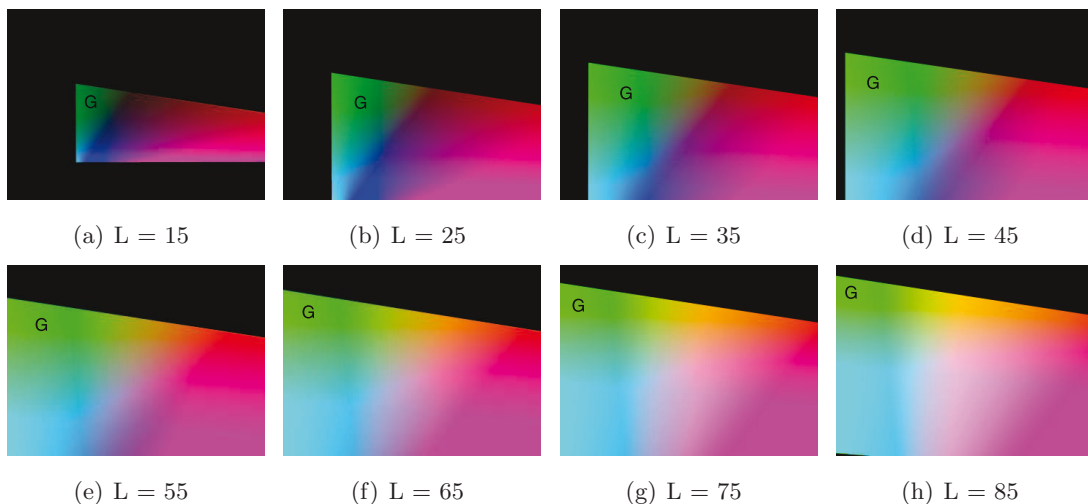 G G G G
(a) L = 15 (b) L = 25 (c) L = 35 (d) L = 45
G G G G
(e) L = 55 (f) L = 65 (g) L = 75 (h) L = 85